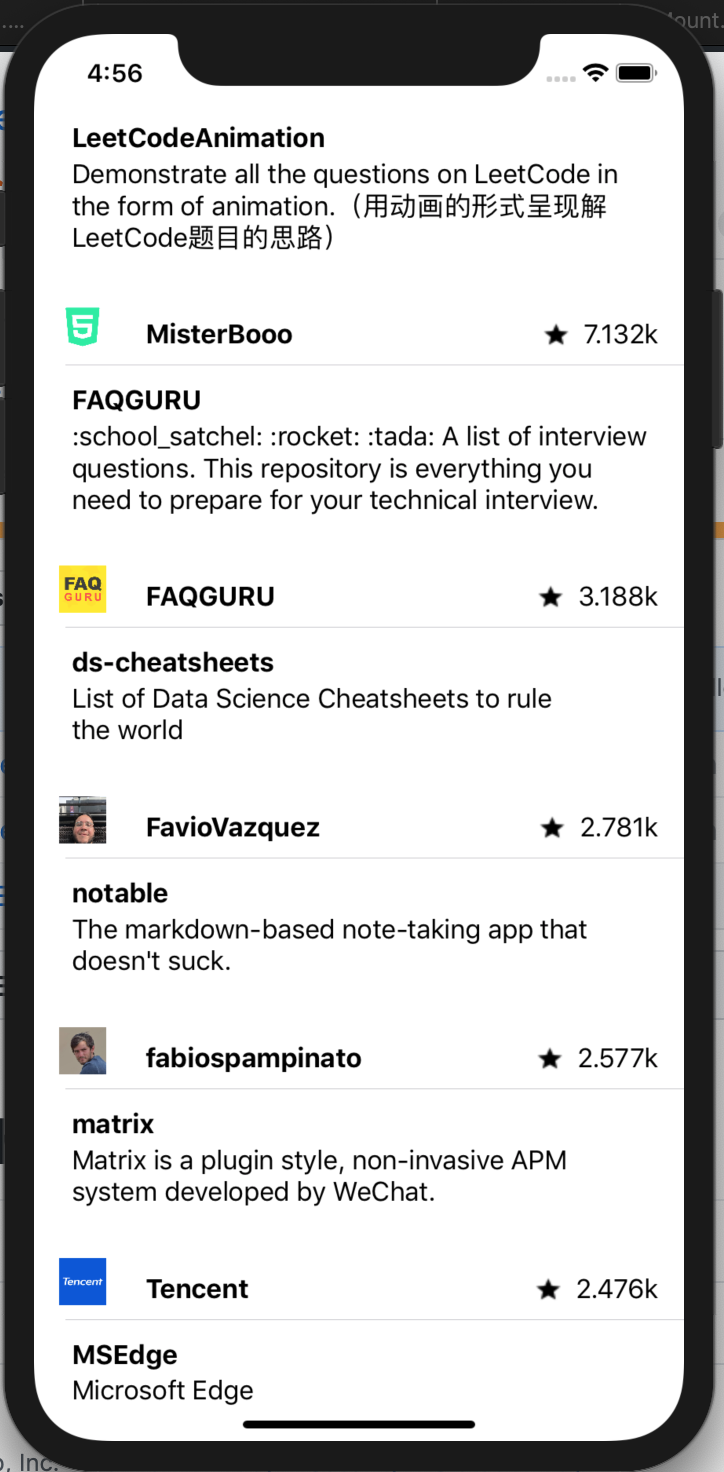 ount.
4:56
LeetCodeAnimation
Demonstrate all the questions on LeetCode in
the form of animation.（用动画的形式呈现解
LeetCode题目的思路）
5
MisterBooo
★ 7.132k
FAQGURU
:school_satchel: :rocket: :tada: A list of interview
questions. This repository is everything you
need to prepare for your technical interview.
FAQ
GURU
FAQGURU
★ 3.188k
ds-cheatsheets
List of Data Science Cheatsheets to rule
the world
FavioVazquez
★ 2.781k
notable
The markdown-based note-taking app that
doesn't suck.
fabiospampinato
★ 2.577k
matrix
Matrix is a plugin style, non-invasive APM
system developed by WeChat.
Tencent
Tencent
★ 2.476k
MSEdge
Microsoft Edge
, Inc.